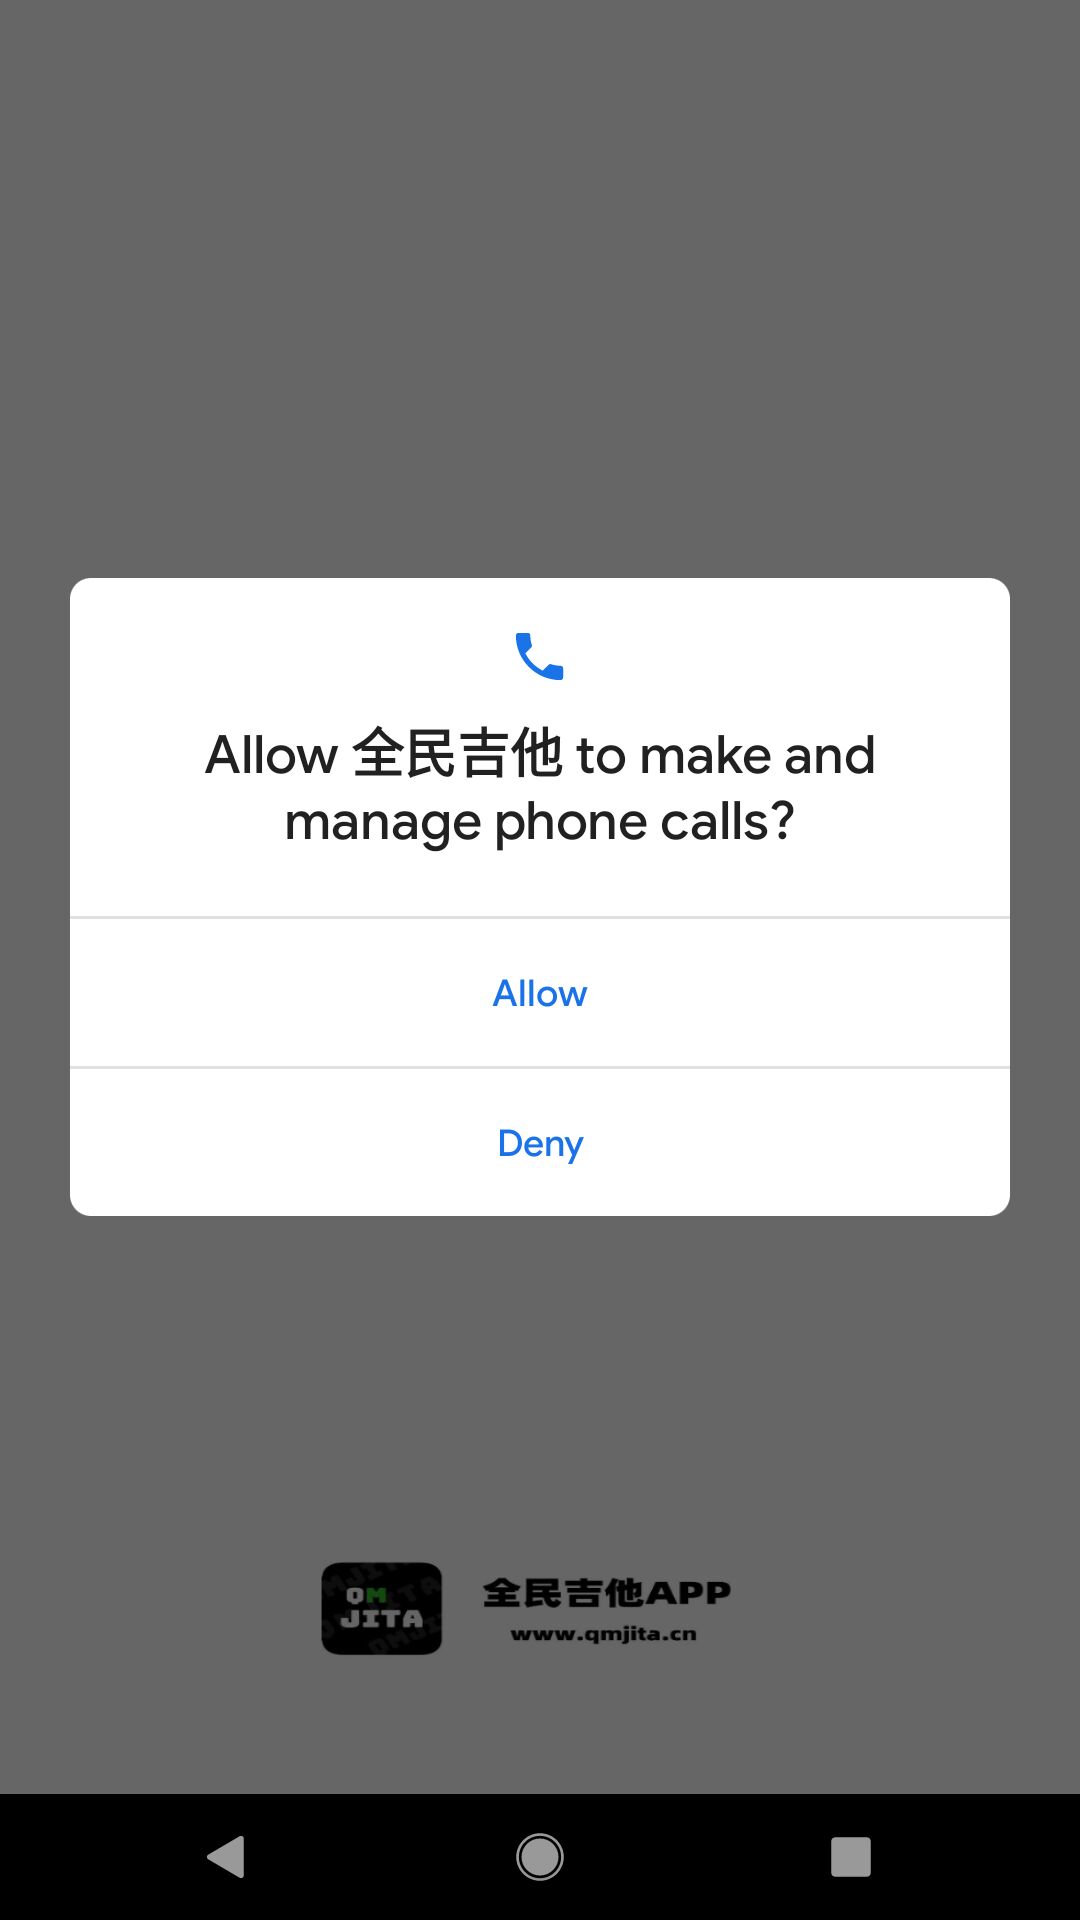 Allow 全民吉他 to make and
manage phone calls?
Allow
Deny
QM
JITA
全民吉他APP
www.qmjita.cn